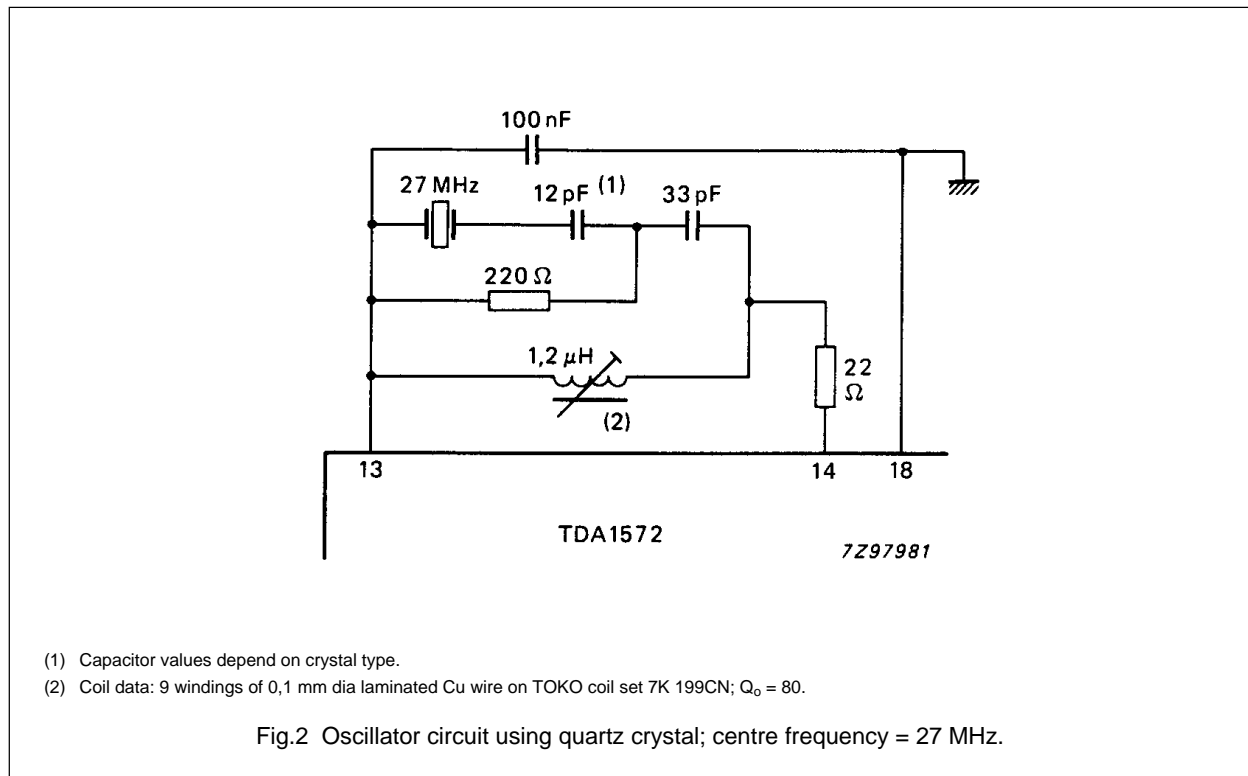 100 nF
27 MHz
12 pF (1)
33 pF
220 Ω
1,2 µH
(2)
22
Ω
13
14
18
TDA1572
7Z97981
(1) Capacitor values depend on crystal type.
(2) Coil data: 9 windings of 0,1 mm dia laminated Cu wire on TOKO coil set 7K 199CN; Qo = 80.
Fig.2 Oscillator circuit using quartz crystal; centre frequency = 27 MHz.